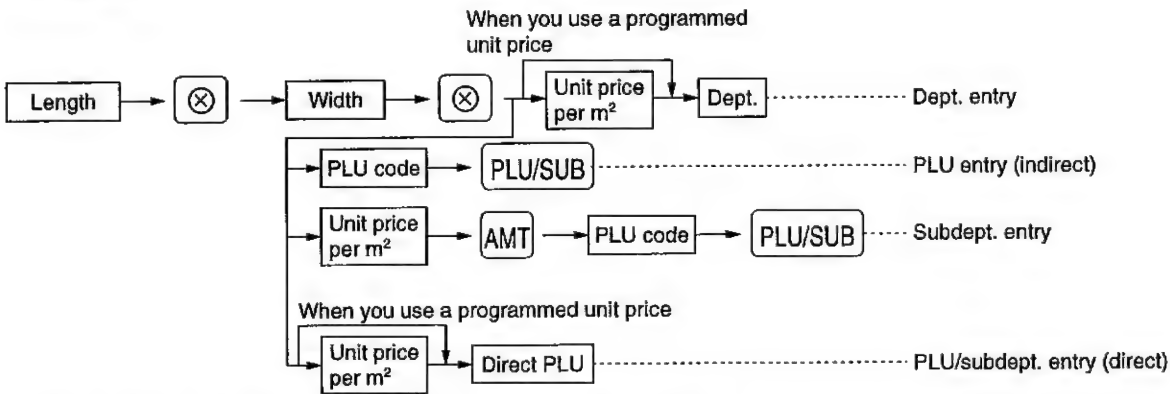 When you use a programmed
unit price
Length → ⊗ → Width → ⊗ → Unit price → Dept. Dept. entry
per m²
PLU code → PLU/SUB PLU entry (indirect)
Unit price → AMT → PLU code → PLU/SUB Subdept. entry
per m²
When you use a programmed unit price
Unit price → Direct PLU PLU/subdept. entry (direct)
per m²